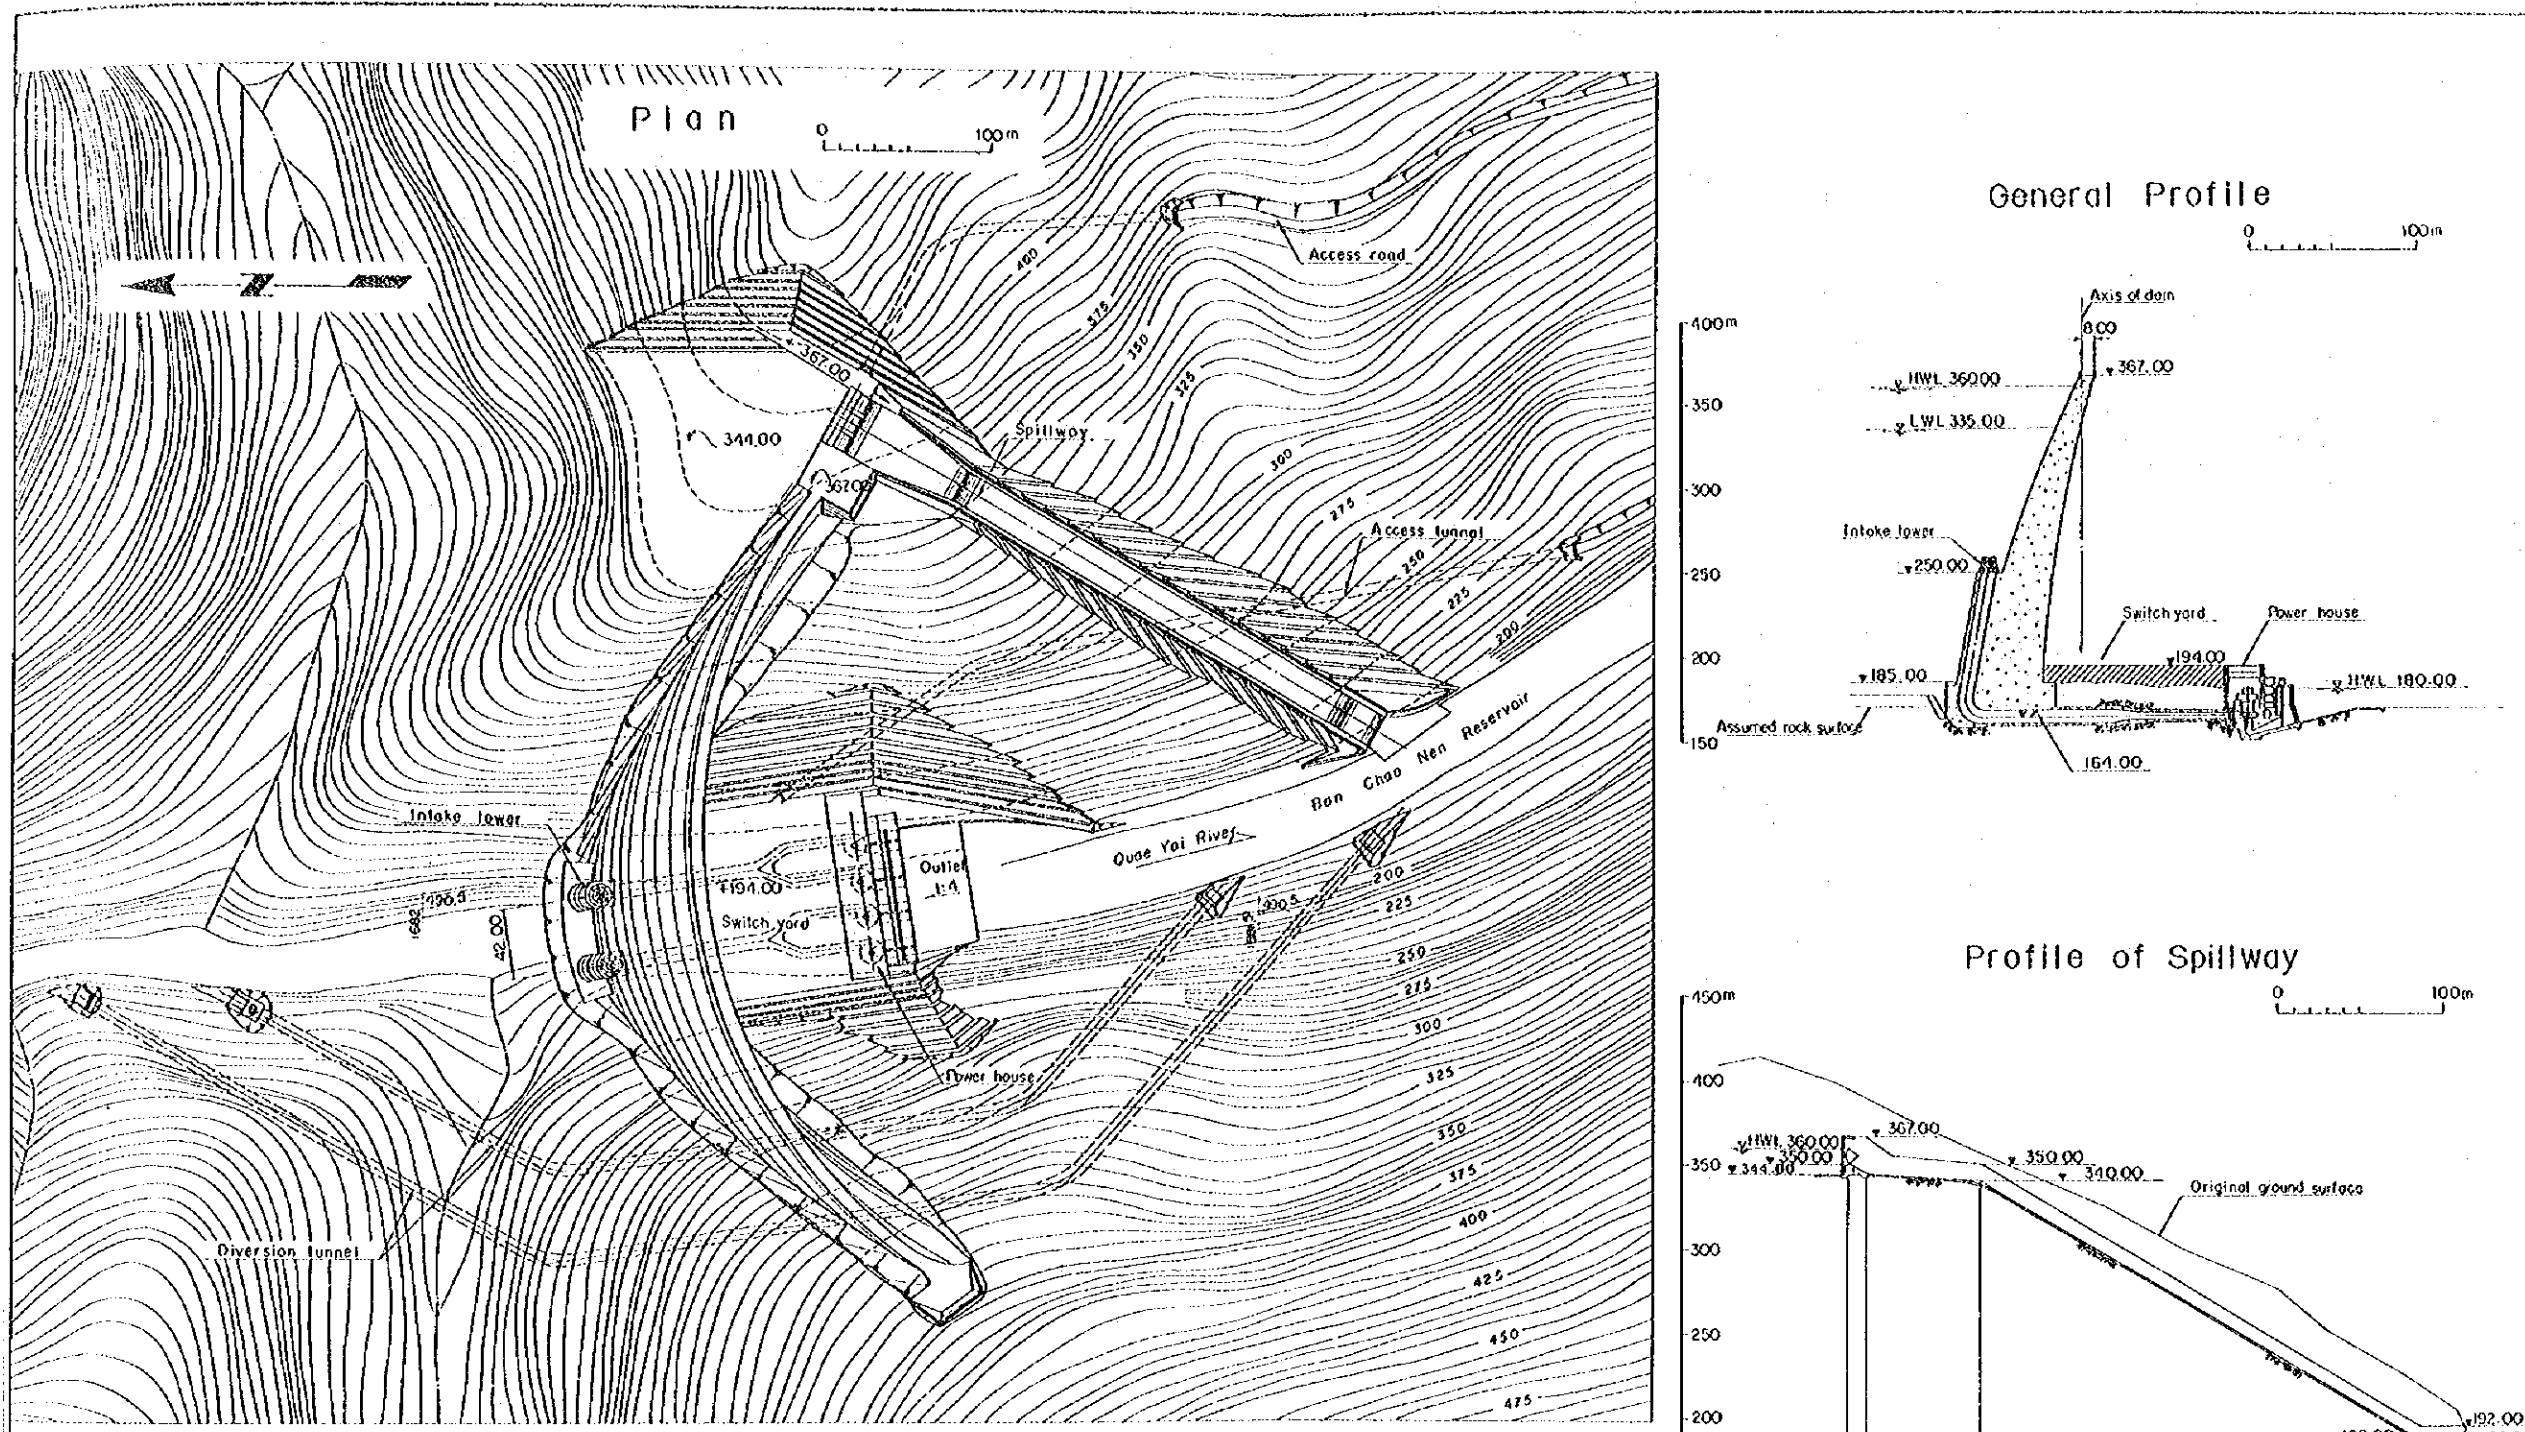 Plan
0 100m
Access road
400
375
350
325
300
275
250
225
200
367.00
344.00
Spillway
Access tunnel
Intake tower
194.00
Switch yard
Outlet
1:4
Quae Yai River
Ban Chao Nen Reservoir
42.00
Power house
Diversion tunnel
200
225
250
275
300
325
350
375
400
425
450
475
General Profile
0 100m
Axis of dam
8.00
367.00
HWL 360.00
LWL 335.00
Intake tower
250.00
Switch yard
Power house
194.00
185.00
HWL 180.00
Assumed rock surface
164.00
400m
350
300
250
200
150
Profile of Spillway
0 100m
450m
400
350
300
250
200
HWL 360.00
367.00
350.00
344.00
350.00
340.00
Original ground surface
192.00